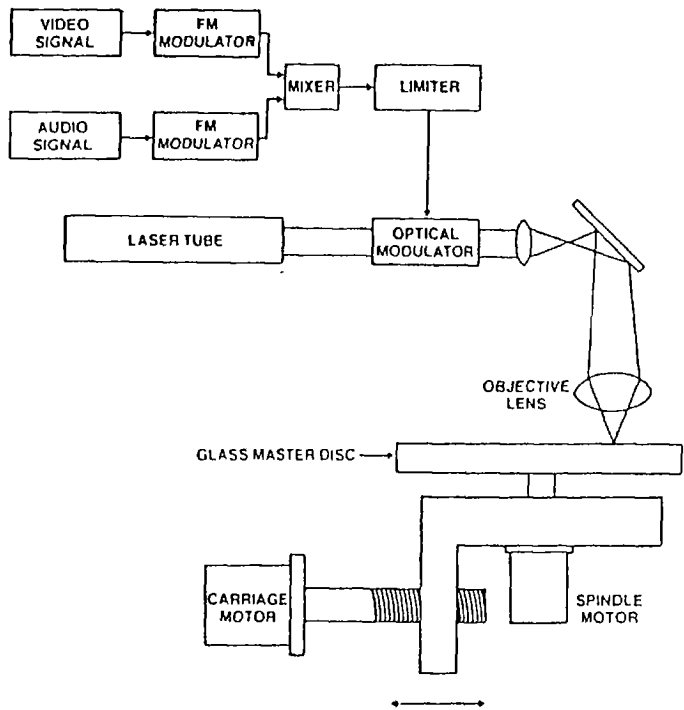 VIDEO
SIGNAL
FM
MODULATOR
MIXER
LIMITER
AUDIO
SIGNAL
FM
MODULATOR
LASER TUBE
OPTICAL
MODULATOR
OBJECTIVE
LENS
GLASS MASTER DISC
CARRIAGE
MOTOR
SPINDLE
MOTOR